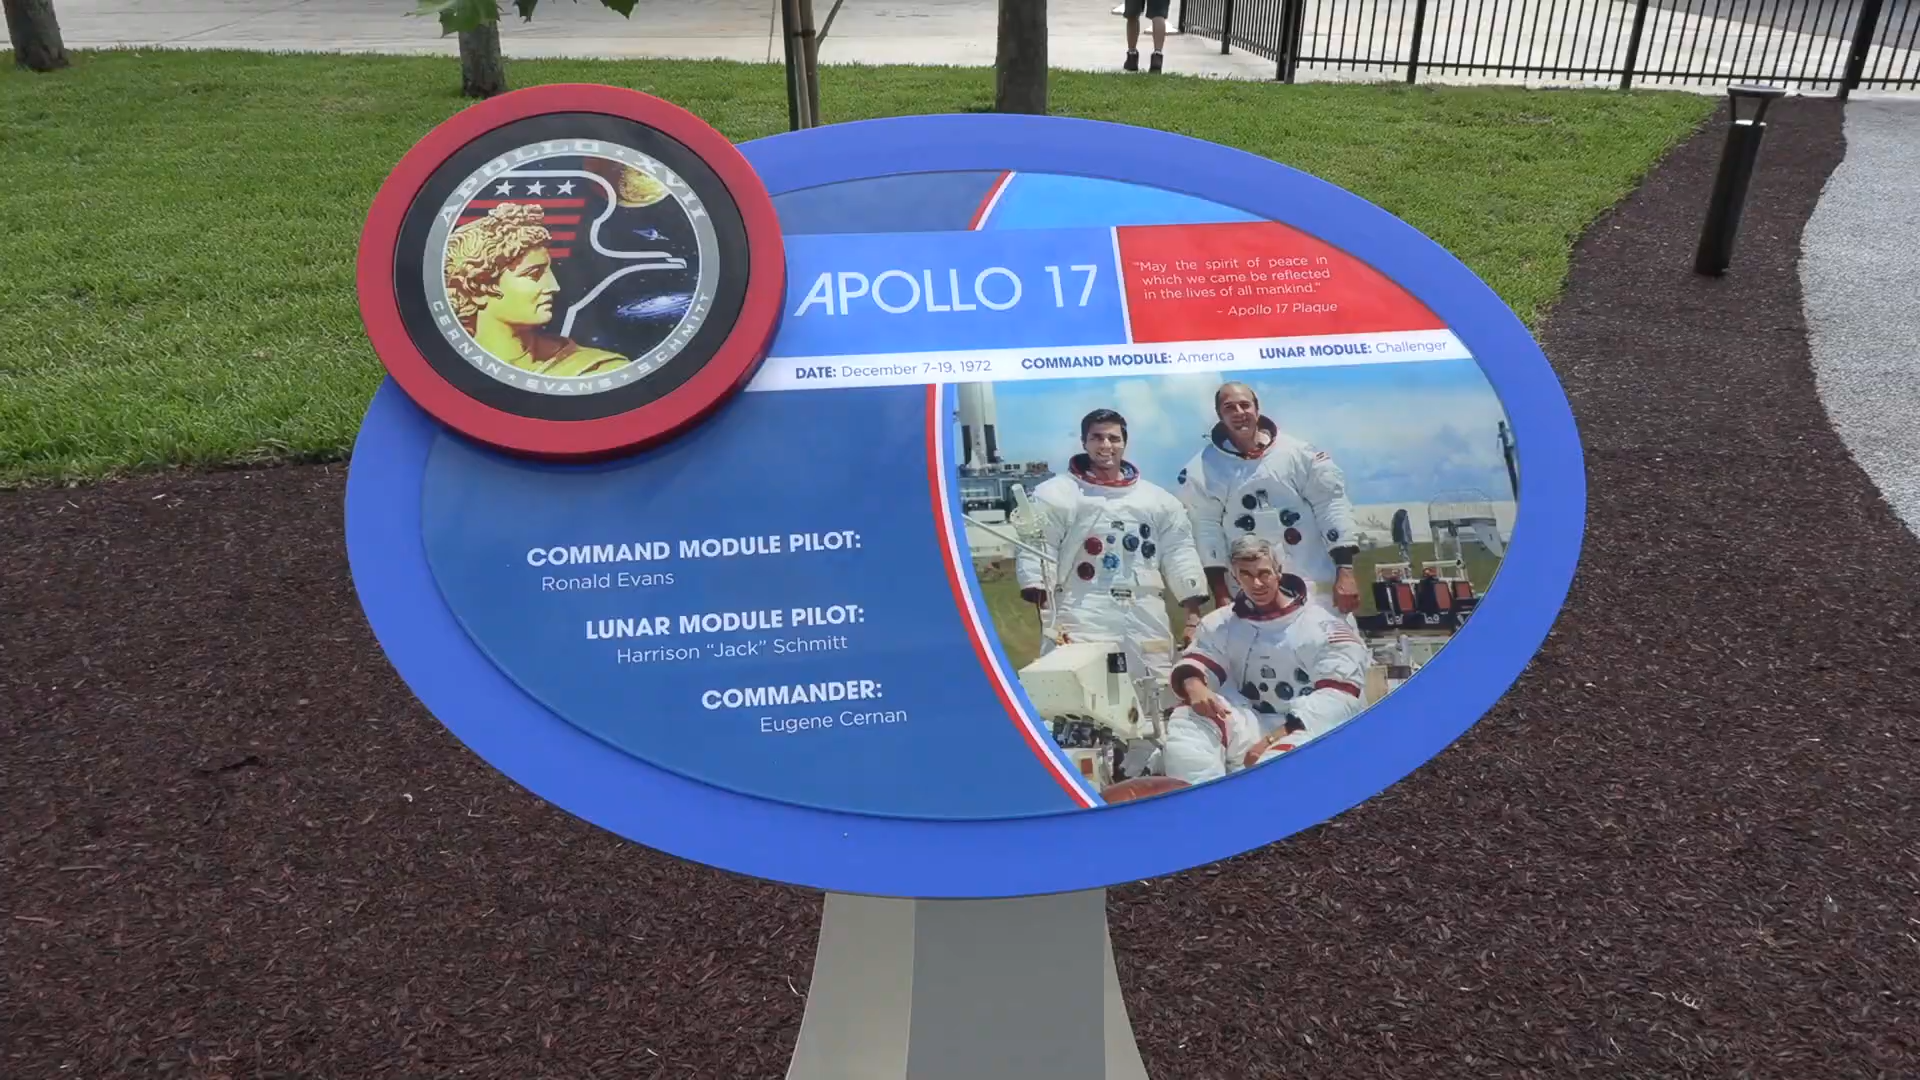 APOLLO · XVII
CERNAN ★ EVANS ★ SCHMITT
APOLLO 17
"May the spirit of peace in
which we came be reflected
in the lives of all mankind."
- Apollo 17 Plaque
DATE: December 7-19, 1972 COMMAND MODULE: America LUNAR MODULE: Challenger
COMMAND MODULE PILOT:
Ronald Evans
LUNAR MODULE PILOT:
Harrison “Jack” Schmitt
COMMANDER:
Eugene Cernan